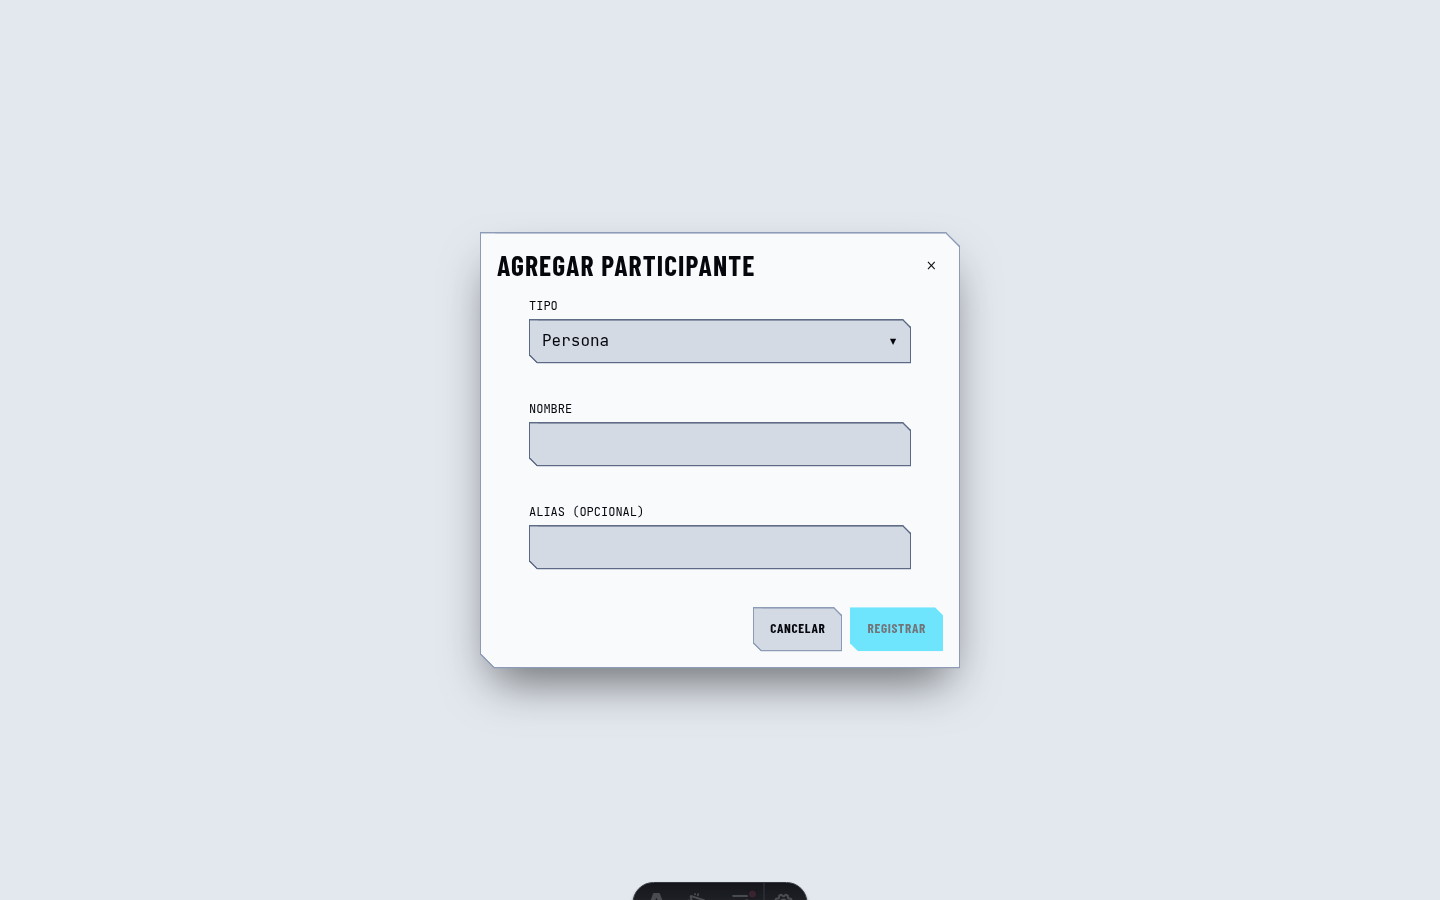 AGREGAR PARTICIPANTE
×
TIPO
Persona
NOMBRE
ALIAS (OPCIONAL)
CANCELAR
REGISTRAR